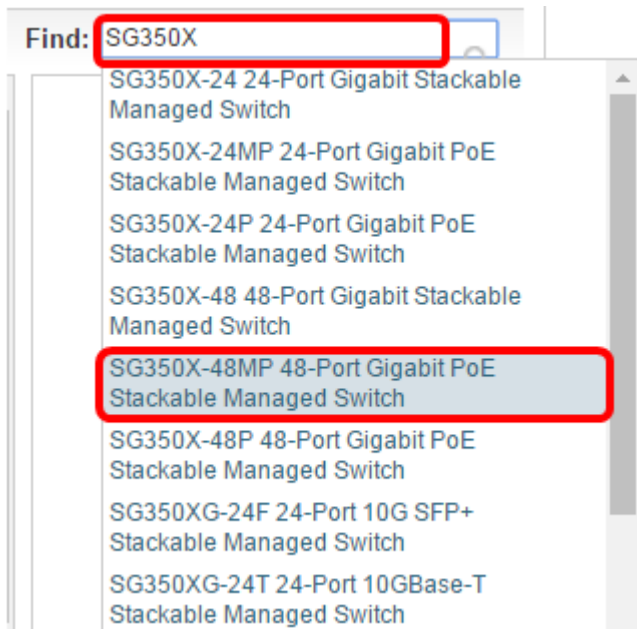 Find: SG350X
SG350X-24 24-Port Gigabit Stackable
Managed Switch
SG350X-24MP 24-Port Gigabit PoE
Stackable Managed Switch
SG350X-24P 24-Port Gigabit PoE
Stackable Managed Switch
SG350X-48 48-Port Gigabit Stackable
Managed Switch
SG350X-48MP 48-Port Gigabit PoE
Stackable Managed Switch
SG350X-48P 48-Port Gigabit PoE
Stackable Managed Switch
SG350XG-24F 24-Port 10G SFP+
Stackable Managed Switch
SG350XG-24T 24-Port 10GBase-T
Stackable Managed Switch